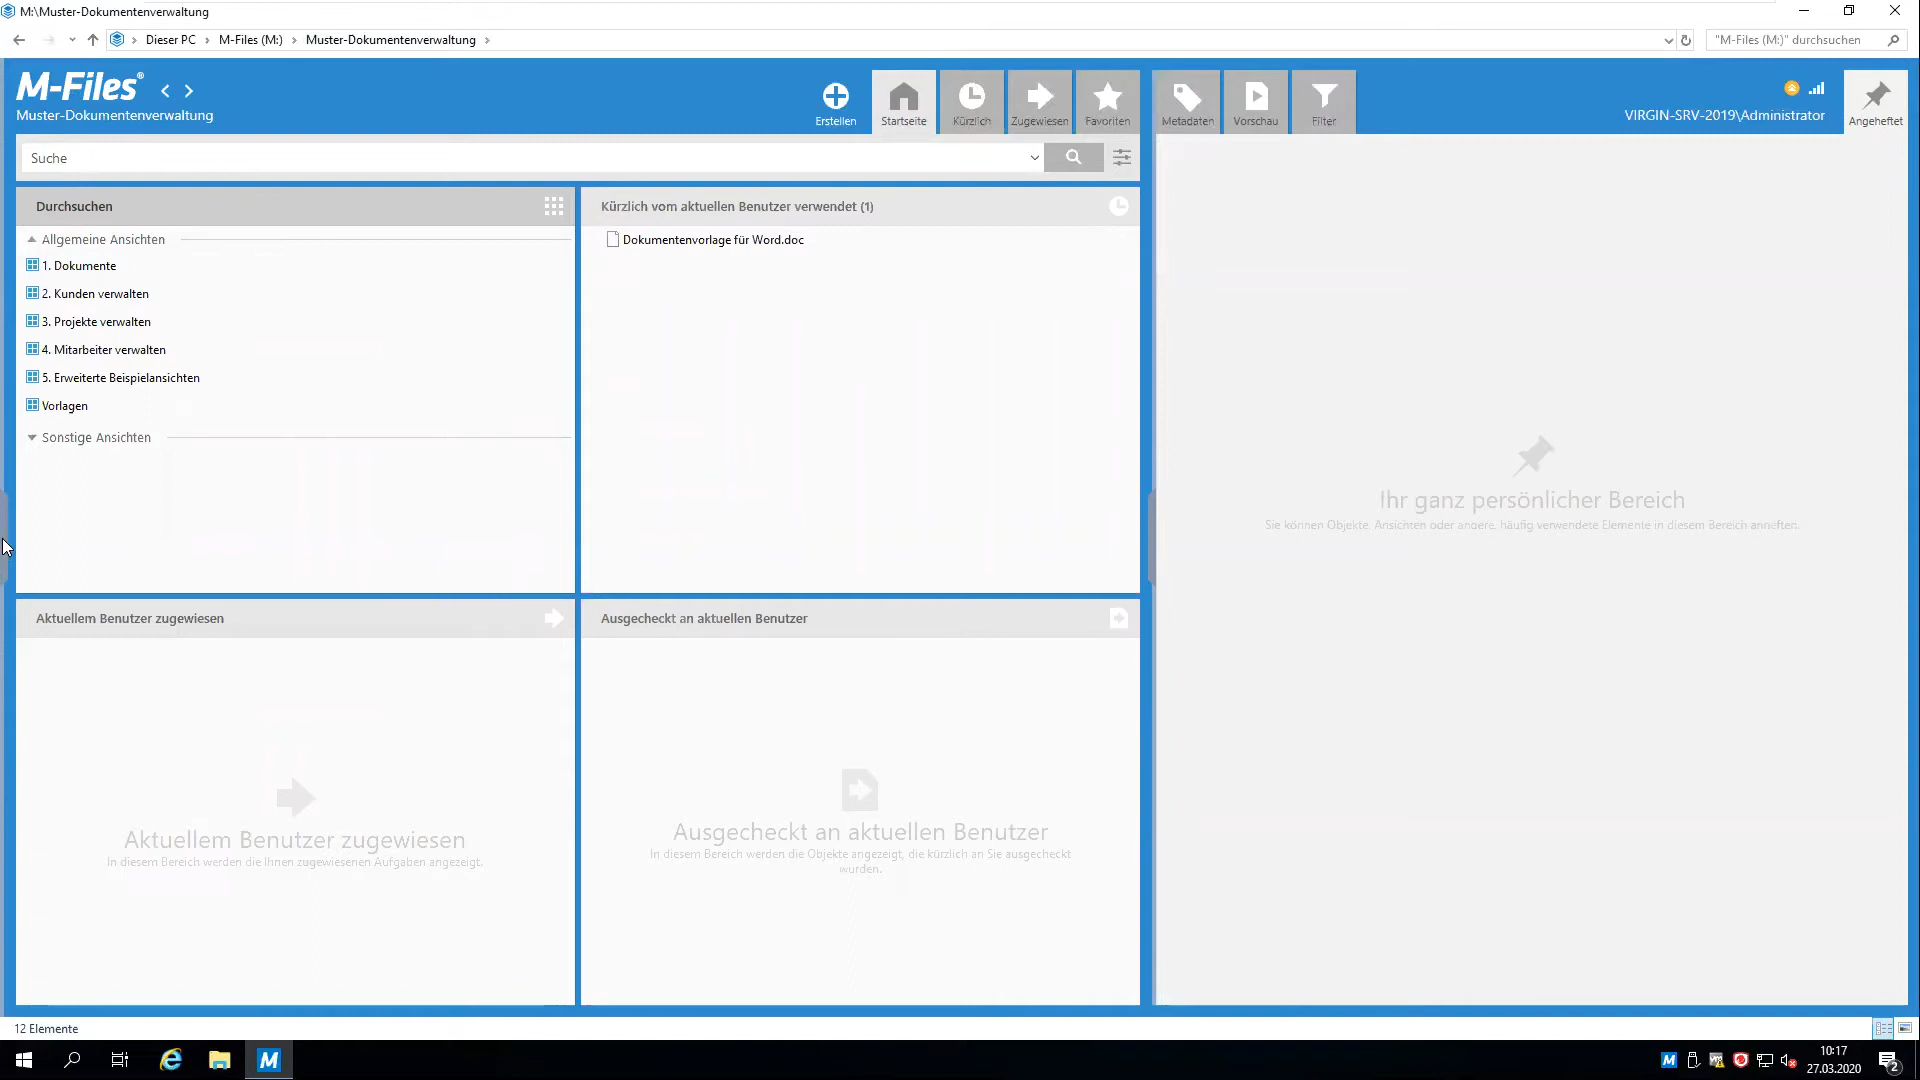 M:\Muster-Dokumentenverwaltung
Dieser PC > M-Files (M:) > Muster-Dokumentenverwaltung >
"M-Files (M:)" durchsuchen
M-Files®
Muster-Dokumentenverwaltung
Erstellen
Startseite
Kürzlich
Zugewiesen
Favoriten
Metadaten
Vorschau
Filter
VIRGIN-SRV-2019\Administrator
Angeheftet
Suche
Durchsuchen
Allgemeine Ansichten
1. Dokumente
2. Kunden verwalten
3. Projekte verwalten
4. Mitarbeiter verwalten
5. Erweiterte Beispielansichten
Vorlagen
Sonstige Ansichten
Kürzlich vom aktuellen Benutzer verwendet (1)
Dokumentenvorlage für Word.doc
Ihr ganz persönlicher Bereich
Sie können Objekte, Ansichten oder andere, häufig verwendete Elemente in diesem Bereich anheften.
Aktuellem Benutzer zugewiesen
Aktuellem Benutzer zugewiesen
In diesem Bereich werden die Ihnen zugewiesenen Aufgaben angezeigt.
Ausgecheckt an aktuellen Benutzer
Ausgecheckt an aktuellen Benutzer
In diesem Bereich werden die Objekte angezeigt, die kürzlich an Sie ausgecheckt
wurden.
12 Elemente
10:17
27.03.2020
2